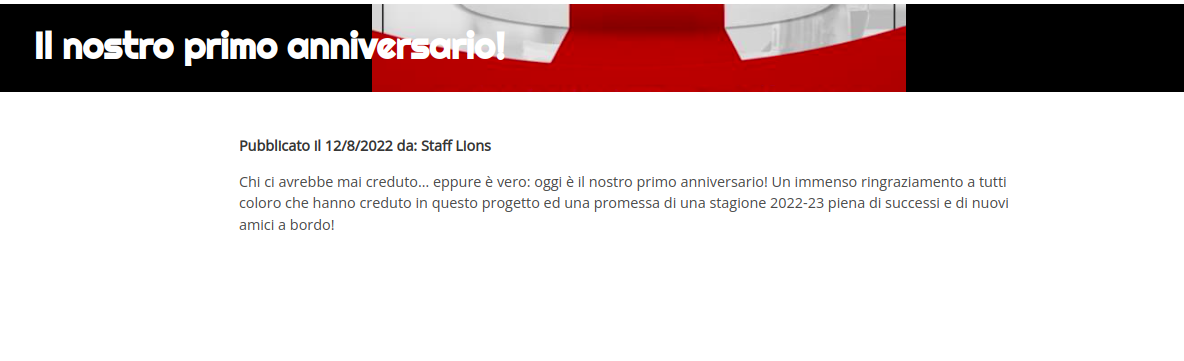 Il nostro primo anniversario!
Pubblicato il 12/8/2022 da: Staff Lions
Chi ci avrebbe mai creduto... eppure è vero: oggi è il nostro primo anniversario! Un immenso ringraziamento a tutti
coloro che hanno creduto in questo progetto ed una promessa di una stagione 2022-23 piena di successi e di nuovi
amici a bordo!